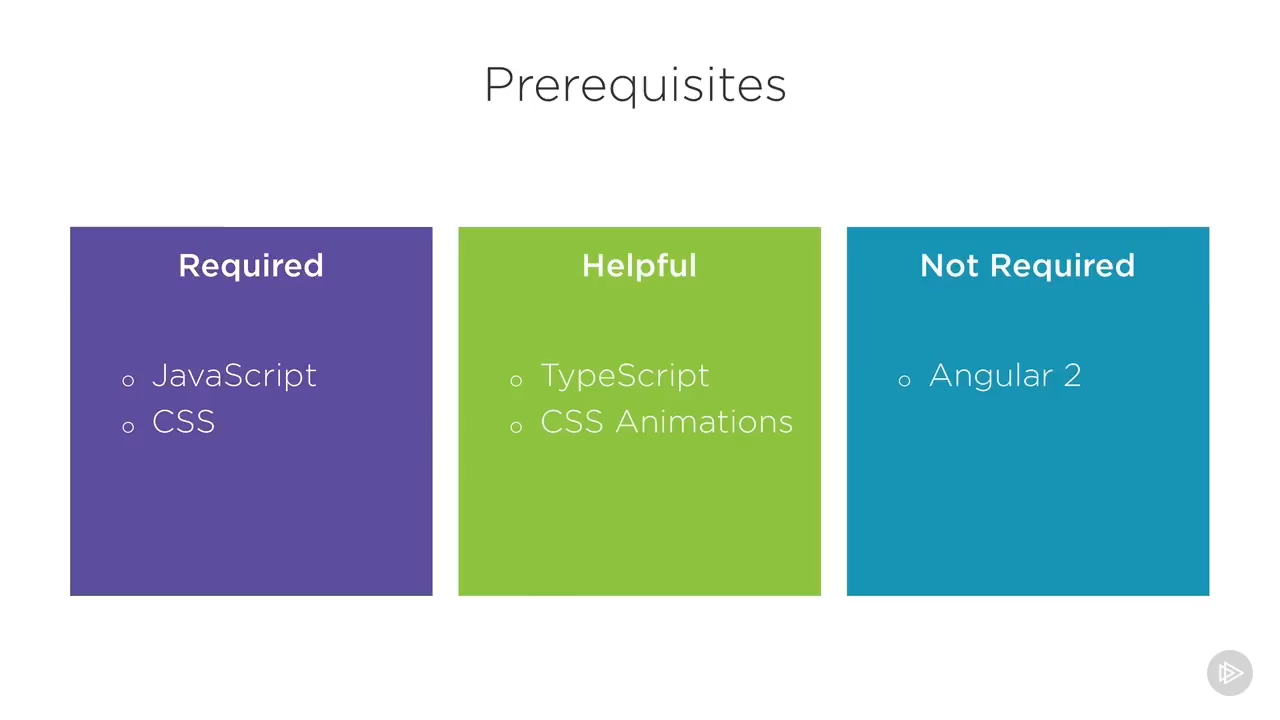 Prerequisites
Required
JavaScript
CSS
Helpful
TypeScript
CSS Animations
Not Required
Angular 2